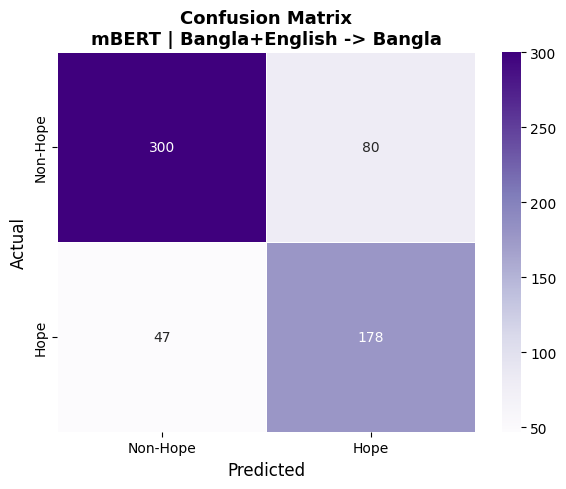 Confusion Matrix
mBERT | Bangla+English -> Bangla
300
250
200
150
100
50
Non-Hope
Hope
Actual
300
80
47
178
Non-Hope
Hope
Predicted